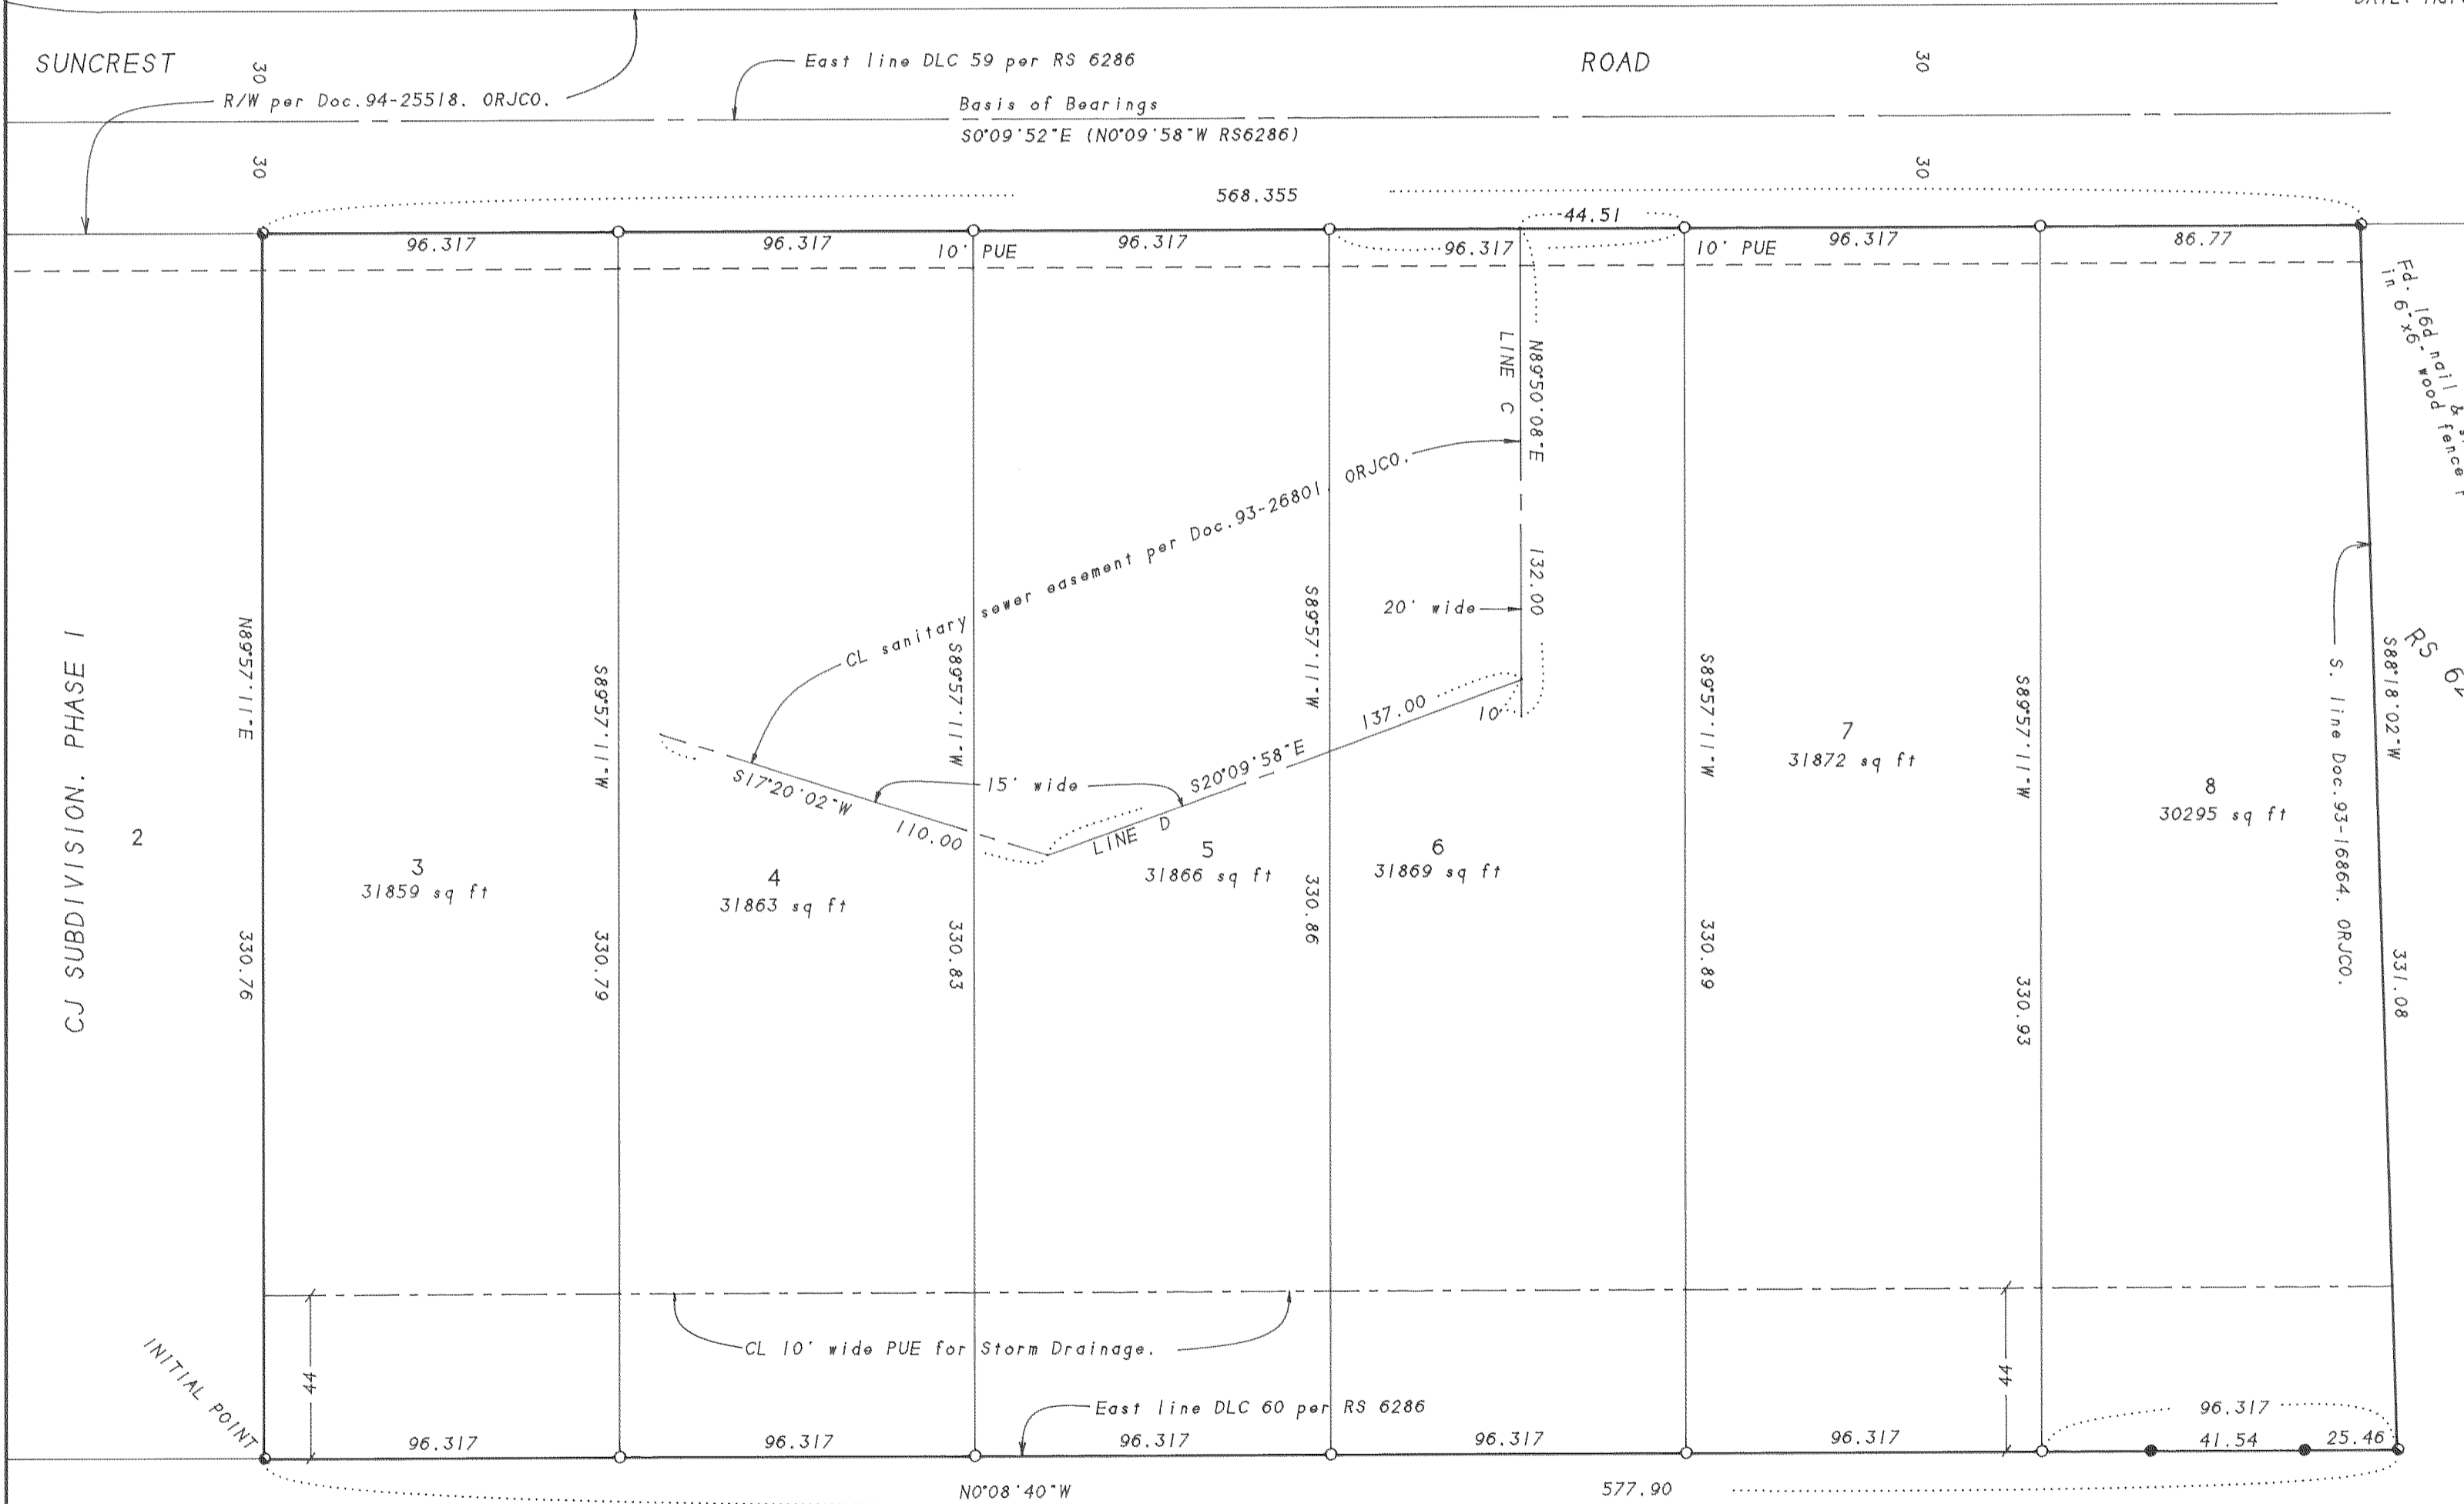 SUNCREST
30
East line DLC 59 per RS 6286
ROAD
30
R/W per Doc.94-25518. ORJCO.
Basis of Bearings
S0°09'52"E (N0°09'58"W RS6286)
30
30
568.355
44.51
96.317
96.317
96.317
96.317
96.317
86.77
10' PUE
10' PUE
Fd. 16d nail &
in 6"x6" wood fence
LINE C
N89°50'08"E
132.00
CL sanitary sewer easement per Doc.93-26801. ORJCO.
20' wide
137.00
10'
S20°09'58"E
LINE D
15' wide
S17°20'02"W
110.00
CJ SUBDIVISION. PHASE 1
2
N89°57'11"E
330.76
3
31859 sq ft
S89°57'11"W
330.79
4
31863 sq ft
S89°57'11"W
330.83
5
31866 sq ft
S89°57'11"W
330.86
6
31869 sq ft
S89°57'11"W
330.89
7
31872 sq ft
S89°57'11"W
330.93
8
30295 sq ft
S. line Doc.93-16864. ORJCO.
S88°18'02"W
331.08
RS
INITIAL POINT
44
CL 10' wide PUE for Storm Drainage.
44
East line DLC 60 per RS 6286
96.317
96.317
96.317
96.317
96.317
96.317
41.54
25.46
N0°08'40"W
577.90